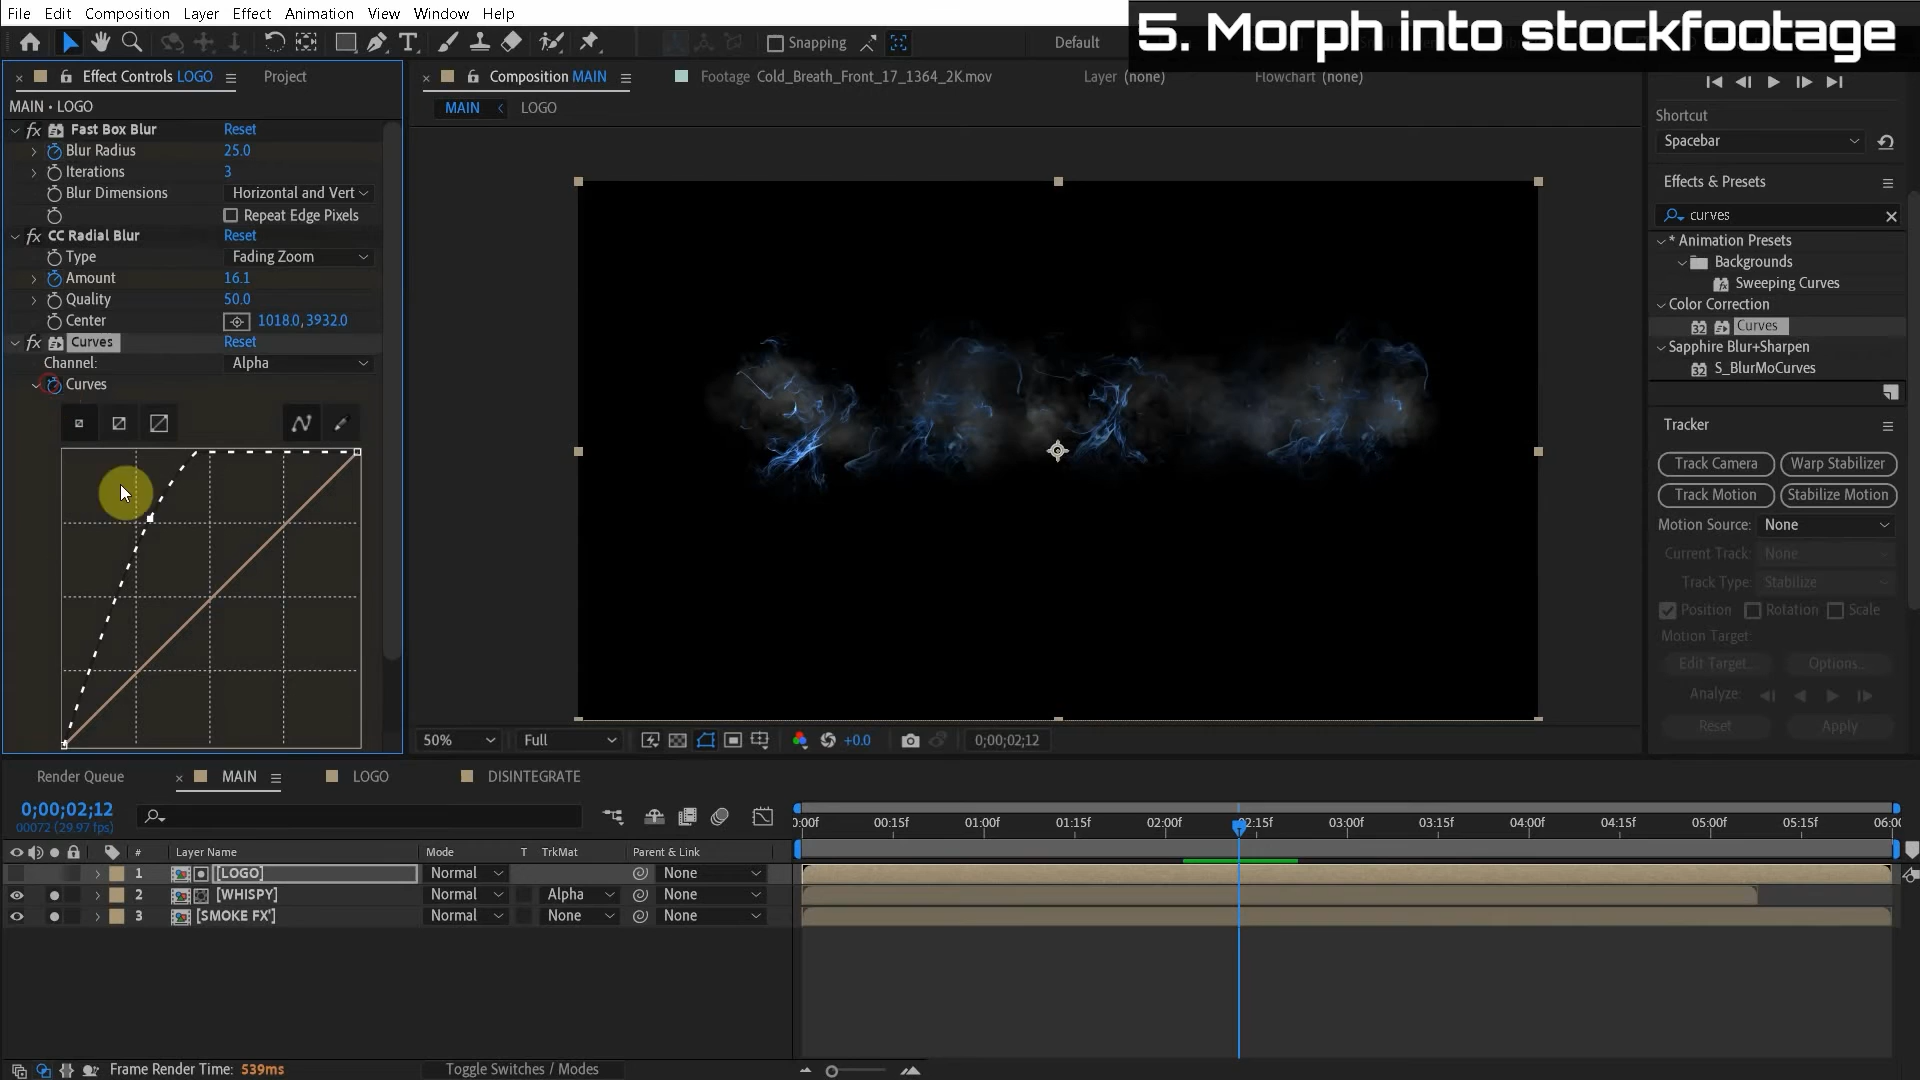 File Edit Composition Layer Effect Animation View Window Help
5. Morph into stockfootage
Snapping
Default
Effect Controls LOGO
Project
Composition MAIN
Footage Cold_Breath_Front_17_1364_2K.mov
Layer (none)
Flowchart (none)
MAIN • LOGO
MAIN
LOGO
fx Fast Box Blur Reset
Blur Radius 25.0
Iterations 3
Blur Dimensions Horizontal and Vert
Repeat Edge Pixels
fx CC Radial Blur Reset
Type Fading Zoom
Amount 16.1
Quality 50.0
Center 1018.0, 3932.0
fx Curves Reset
Channel: Alpha
Curves
50%
Full
+0.0
0;00;02;12
Shortcut
Spacebar
Effects & Presets
curves
* Animation Presets
Backgrounds
Sweeping Curves
Color Correction
32 Curves
Sapphire Blur+Sharpen
32 S_BlurMoCurves
Tracker
Track Camera Warp Stabilizer
Track Motion Stabilize Motion
Motion Source: None
Current Track: None
Track Type: Stabilize
Position Rotation Scale
Motion Target:
Edit Target... Options...
Analyze:
Reset Apply
Render Queue
MAIN
LOGO
DISINTEGRATE
0;00;02;12
00072 (29.97 fps)
0:00f 00:15f 01:00f 01:15f 02:00f 02:15f 03:00f 03:15f 04:00f 04:15f 05:00f 05:15f 06:00
# Layer Name Mode T TrkMat Parent & Link
1 [LOGO] Normal None
2 [WHISPY] Normal Alpha None
3 [SMOKE FX'] Normal None None
Frame Render Time: 539ms
Toggle Switches / Modes